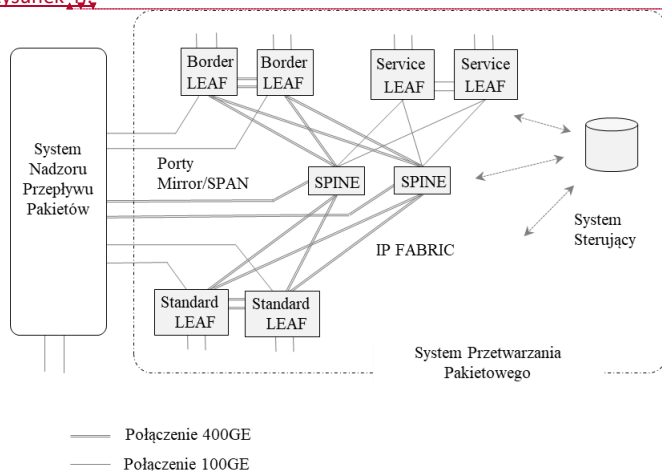 Border
LEAF
Border
LEAF
Service
LEAF
Service
LEAF
System
Nadzoru
Przepływu
Pakietów
Porty
Mirror/SPAN
SPINE
SPINE
System
Sterujący
IP FABRIC
Standard
LEAF
Standard
LEAF
System Przetwarzania
Pakietowego
Połączenie 400GE
Połączenie 100GE